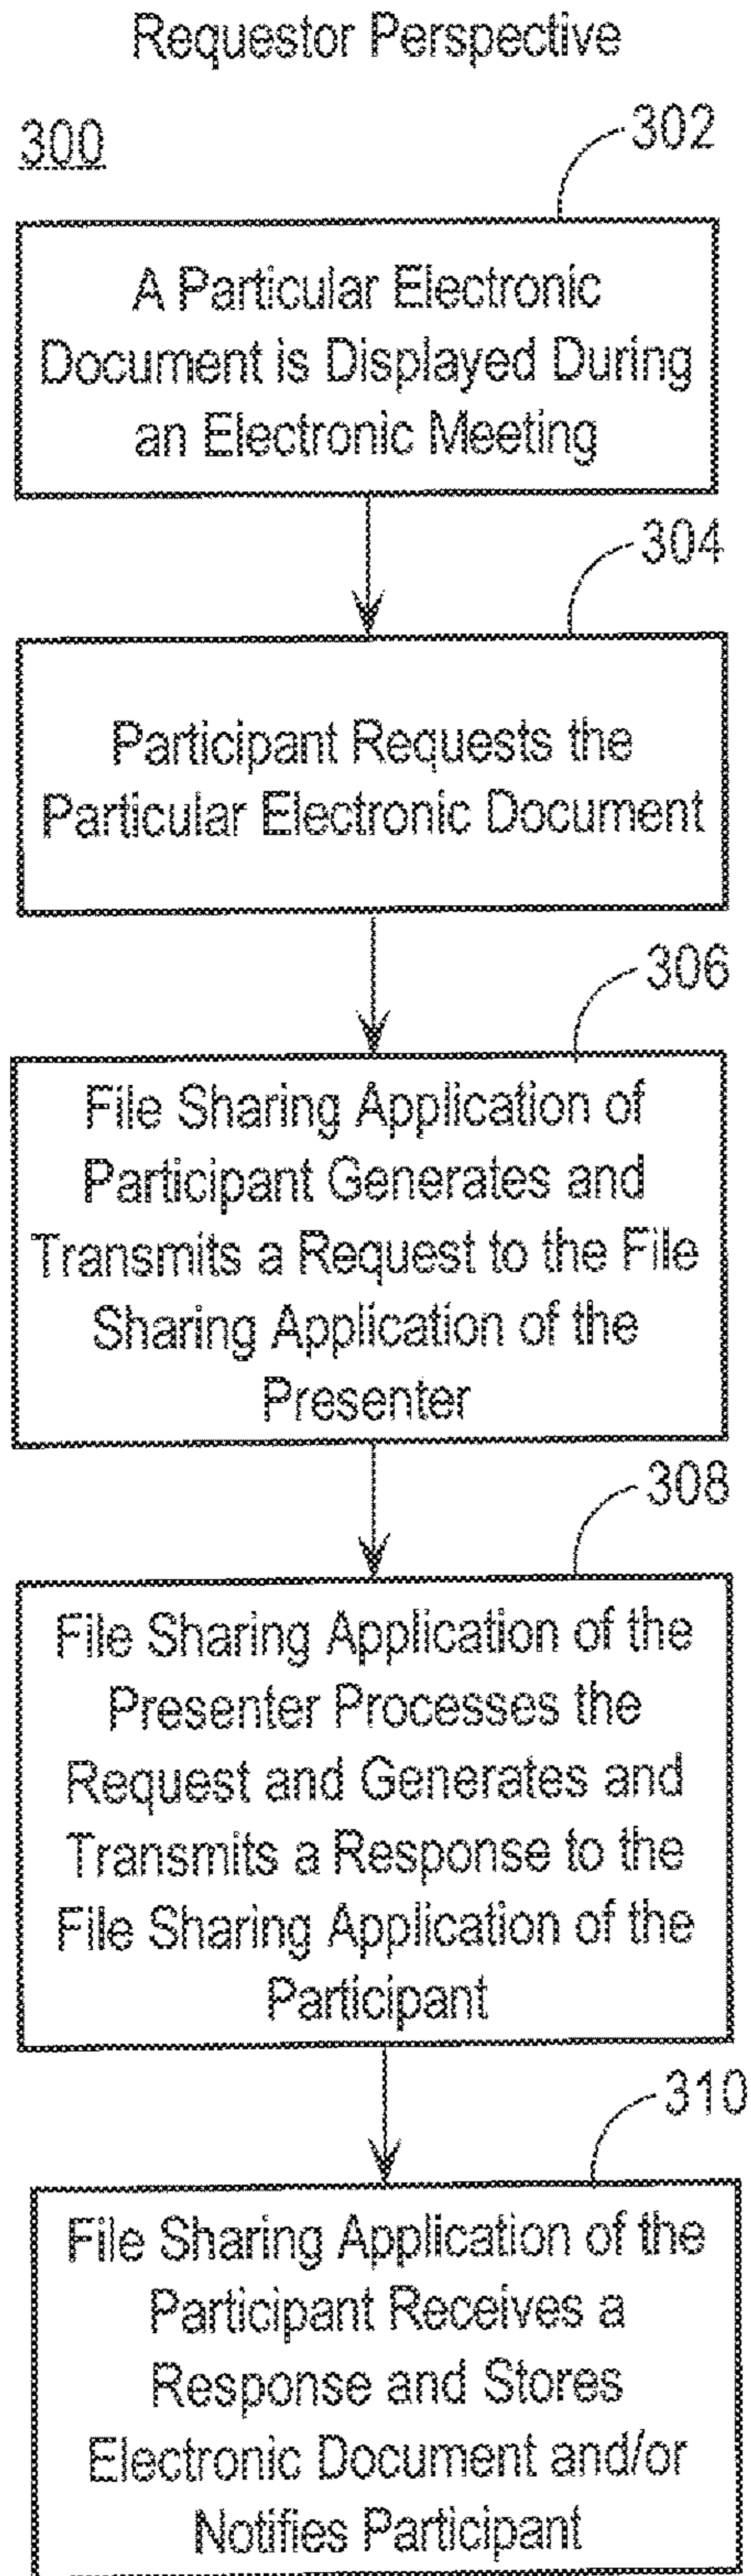 Requestor Perspective
300
302
A Particular Electronic
Document is Displayed During
an Electronic Meeting
304
Participant Requests the
Particular Electronic Document
306
File Sharing Application of
Participant Generates and
Transmits a Request to the File
Sharing Application of the
Presenter
308
File Sharing Application of the
Presenter Processes the
Request and Generates and
Transmits a Response to the
File Sharing Application of the
Participant
310
File Sharing Application of the
Participant Receives a
Response and Stores
Electronic Document and/or
Notifies Participant